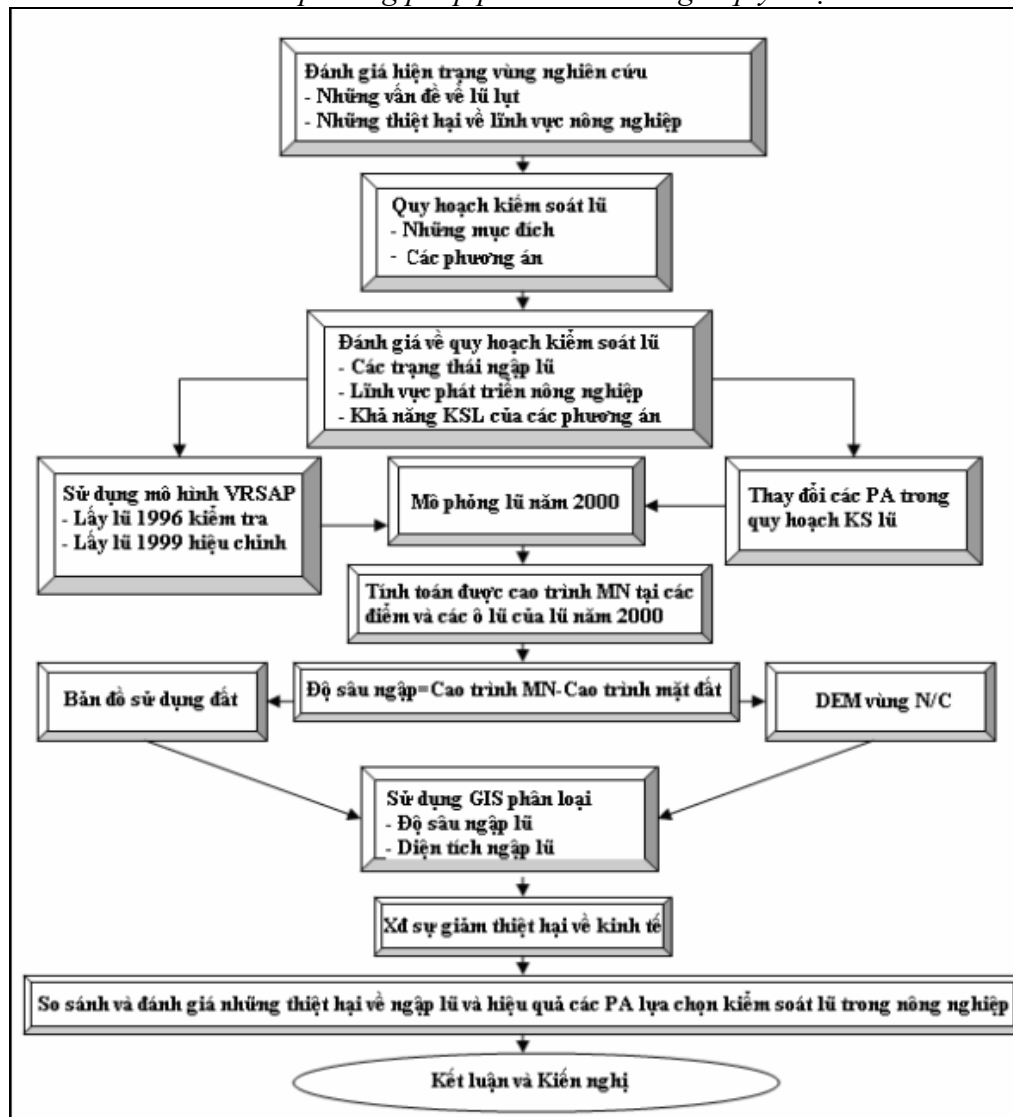 Đánh giá hiện trạng vùng nghiên cứu
- Những vấn đề về lũ lụt
- Những thiệt hại về lĩnh vực nông nghiệp
Quy hoạch kiểm soát lũ
- Những mục đích
- Các phương án
Đánh giá về quy hoạch kiểm soát lũ
- Các trạng thái ngập lũ
- Lĩnh vực phát triển nông nghiệp
- Khả năng KSL của các phương án
Sử dụng mô hình VRSAP
- Lấy lũ 1996 kiểm tra
- Lấy lũ 1999 hiệu chỉnh
Mô phỏng lũ năm 2000
Thay đổi các PA trong
quy hoạch KS lũ
Tính toán được cao trình MN tại các
điểm và các ô lũ của lũ năm 2000
Bản đồ sử dụng đất
Độ sâu ngập=Cao trình MN-Cao trình mặt đất
DEM vùng N/C
Sử dụng GIS phân loại
- Độ sâu ngập lũ
- Diện tích ngập lũ
Xđ sự giảm thiệt hại về kinh tế
So sánh và đánh giá những thiệt hại về ngập lũ và hiệu quả các PA lựa chọn kiểm soát lũ trong nông nghiệp
Kết luận và Kiến nghị